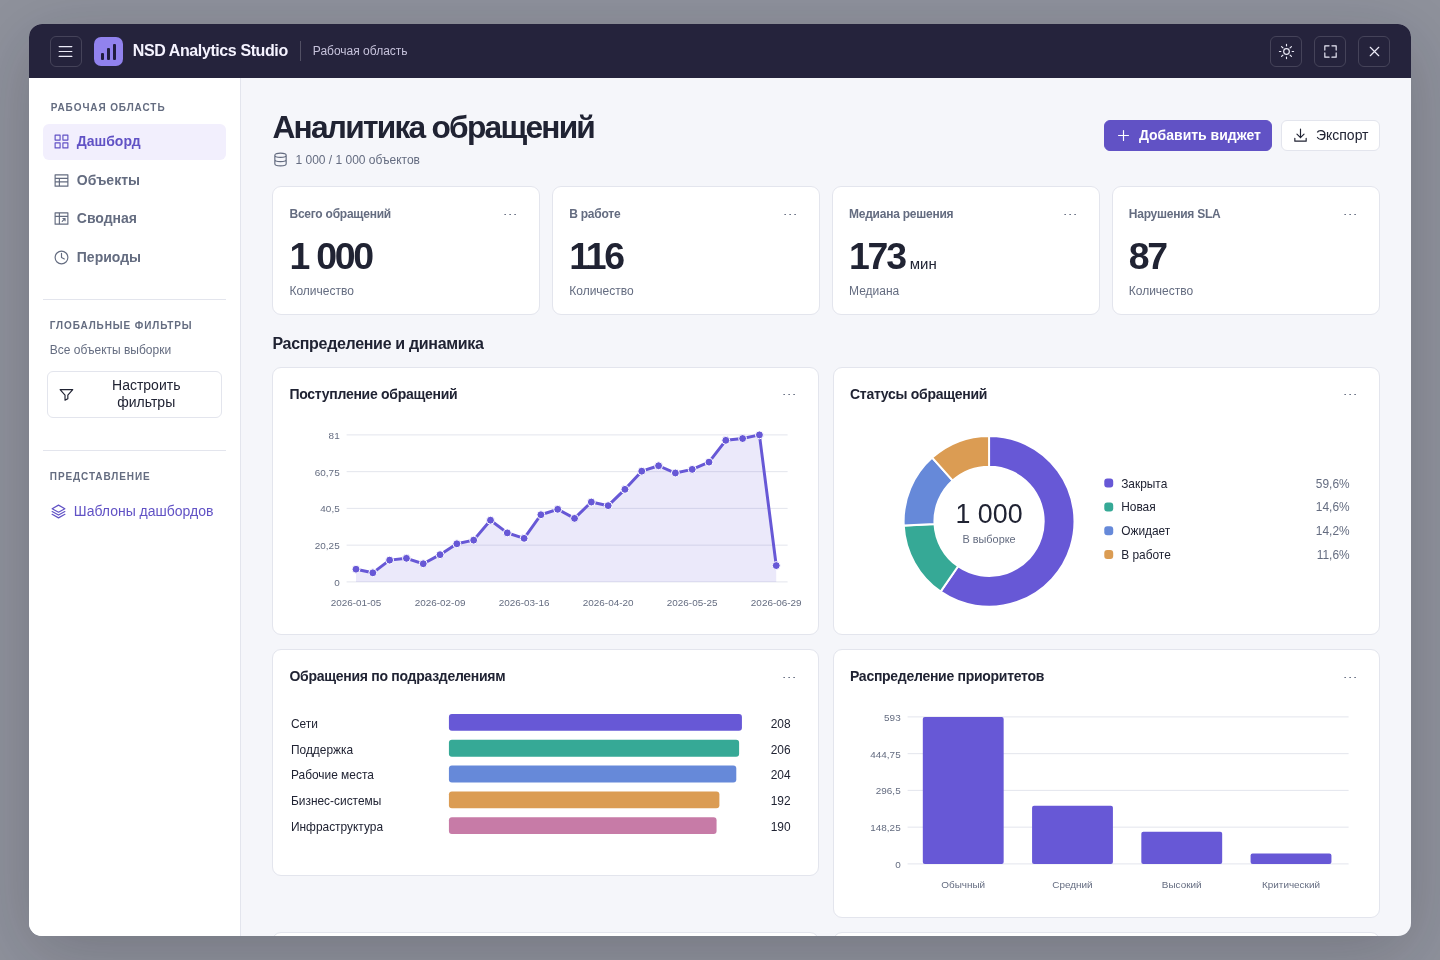 NSD Analytics Studio
Рабочая область
РАБОЧАЯ ОБЛАСТЬ
Дашборд
Объекты
Сводная
Периоды
ГЛОБАЛЬНЫЕ ФИЛЬТРЫ
Все объекты выборки
Настроить
фильтры
ПРЕДСТАВЛЕНИЕ
Шаблоны дашбордов
Аналитика обращений
1 000 / 1 000 объектов
Добавить виджет
Экспорт
Всего обращений
1 000
Количество
В работе
116
Количество
Медиана решения
173 мин
Медиана
Нарушения SLA
87
Количество
Распределение и динамика
Поступление обращений
81
60,75
40,5
20,25
0
2026-01-05 2026-02-09 2026-03-16 2026-04-20 2026-05-25 2026-06-29
Статусы обращений
1 000
В выборке
Закрыта 59,6%
Новая 14,6%
Ожидает 14,2%
В работе 11,6%
Обращения по подразделениям
Сети 208
Поддержка 206
Рабочие места 204
Бизнес-системы 192
Инфраструктура 190
Распределение приоритетов
593
444,75
296,5
148,25
0
Обычный Средний Высокий Критический